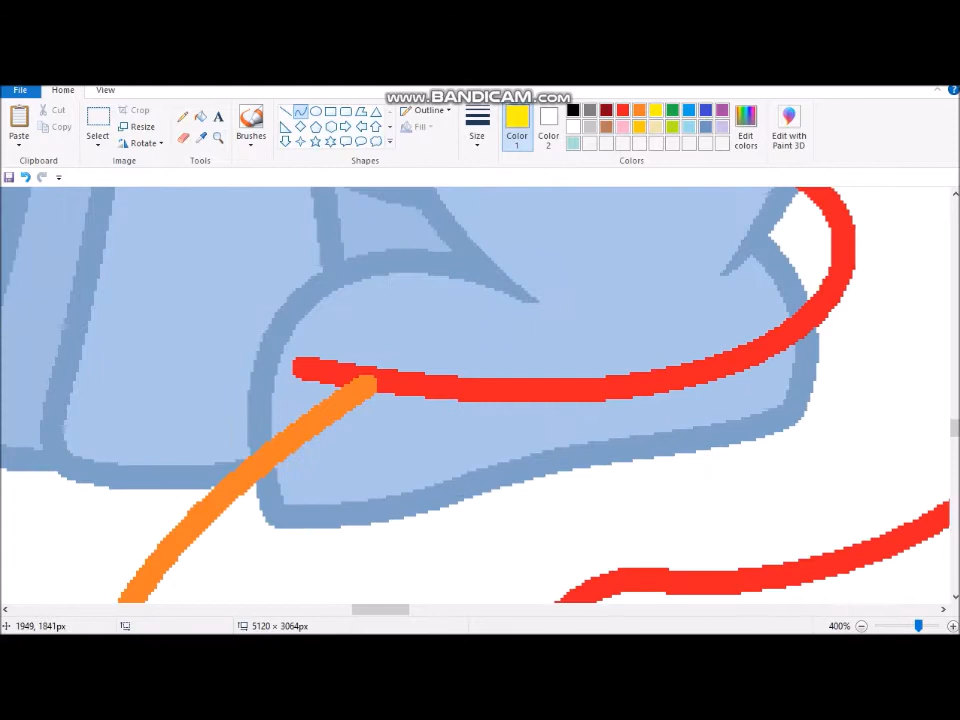 www.BANDICAM.com
File Home View
Paste
Cut
Copy
Clipboard
Select
Crop
Resize
Rotate
Image
A
Tools
Brushes
Outline
Fill
Shapes
Size
Color 1
Color 2
Edit colors
Colors
Edit with Paint 3D
1949, 1841px
5120 × 3064px
400%